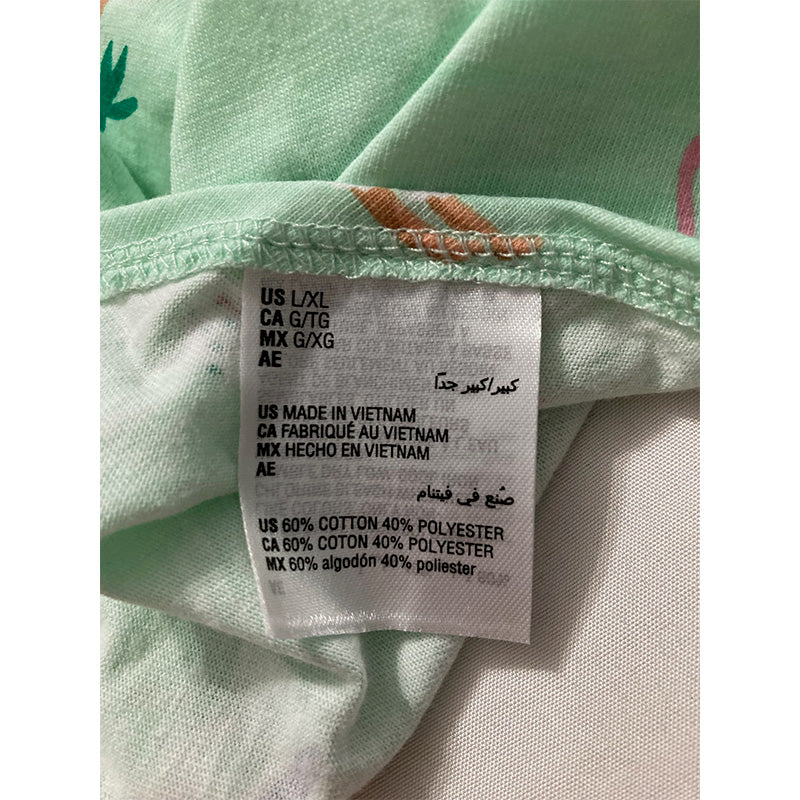 US L/XL
CA G/TG
MX G/XG
AE
كبير/كبير جدًا
US MADE IN VIETNAM
CA FABRIQUÉ AU VIETNAM
MX HECHO EN VIETNAM
AE
صُنع في فيتنام
US 60% COTTON 40% POLYESTER
CA 60% COTON 40% POLYESTER
MX 60% algodón 40% poliester